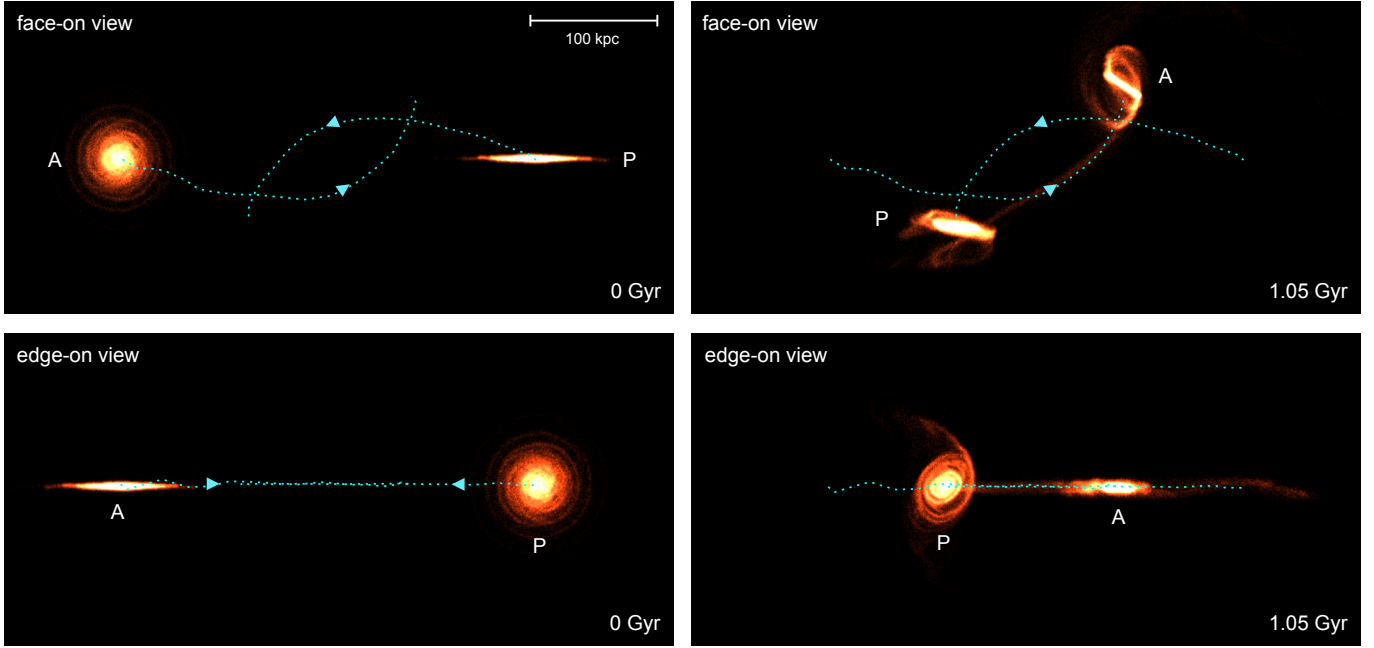 face-on view
100 kpc
A
P
0 Gyr
face-on view
A
P
1.05 Gyr
edge-on view
A
P
0 Gyr
edge-on view
P
A
1.05 Gyr